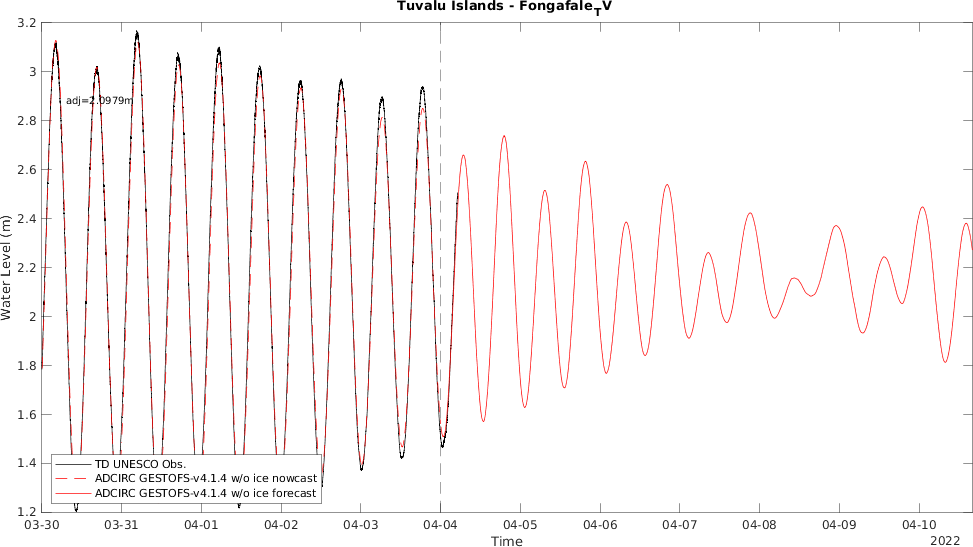 Tuvalu Islands - Fongafale_TV
3.2
3
2.8
2.6
2.4
2.2
2
1.8
1.6
1.4
1.2
Water Level (m)
adj=2.0979m
TD UNESCO Obs.
ADCIRC GESTOFS-v4.1.4 w/o ice nowcast
ADCIRC GESTOFS-v4.1.4 w/o ice forecast
03-30 03-31 04-01 04-02 04-03 04-04 04-05 04-06 04-07 04-08 04-09 04-10
Time
2022